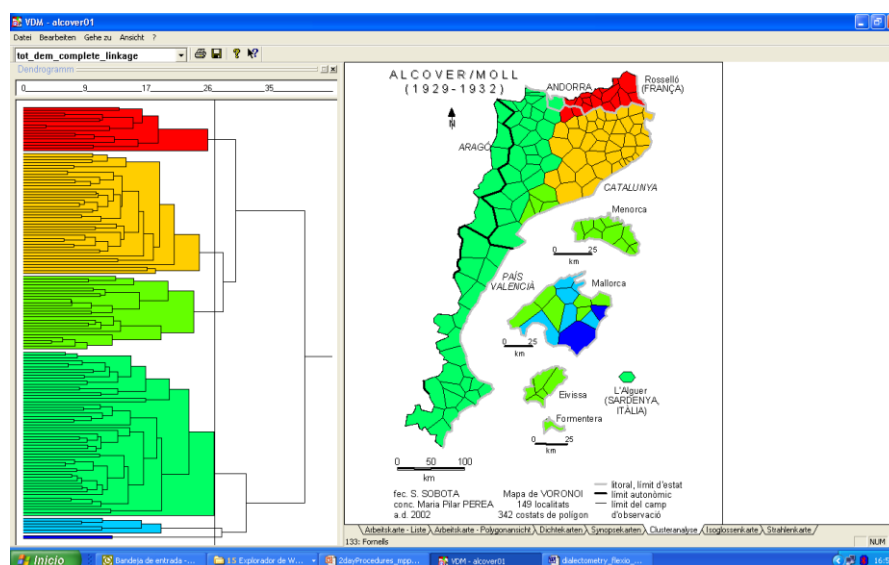 VDM - alcover01
Datei Bearbeiten Gehe zu Ansicht ?
tot_dem_complete_linkage
Dendrogramm
0 9 17 26 35
ALCOVER/MOLL
(1929-1932)
N
ANDORRA
Rosselló
(FRANÇA)
ARAGÓ
CATALUNYA
Menorca
0 25
km
PAÍS
VALENCIÀ
Mallorca
0 25
km
Eivissa
L'Alguer
(SARDENYA,
ITÀLIA)
Formentera
0 25
km
0 50 100
km
fec. S. SOBOTA
conc. Maria Pilar PEREA
a.d. 2002
Mapa de VORONOI
149 localitats
342 costats de polígon
litoral, límit d'estat
límit autonòmic
límit del camp
d'observació
Arbeitskarte - Liste Arbeitskarte - Polygonansicht Dichtekarten Synopsekarten Clusteranalyse Isoglossenkarte Strahlenkarte
133: Fornells NUM
Inicio Bandeja de entrada -... 15 Explorador de W... 2dayProcedures_mpp... VDM - alcover01 dialectometry_flexio_...